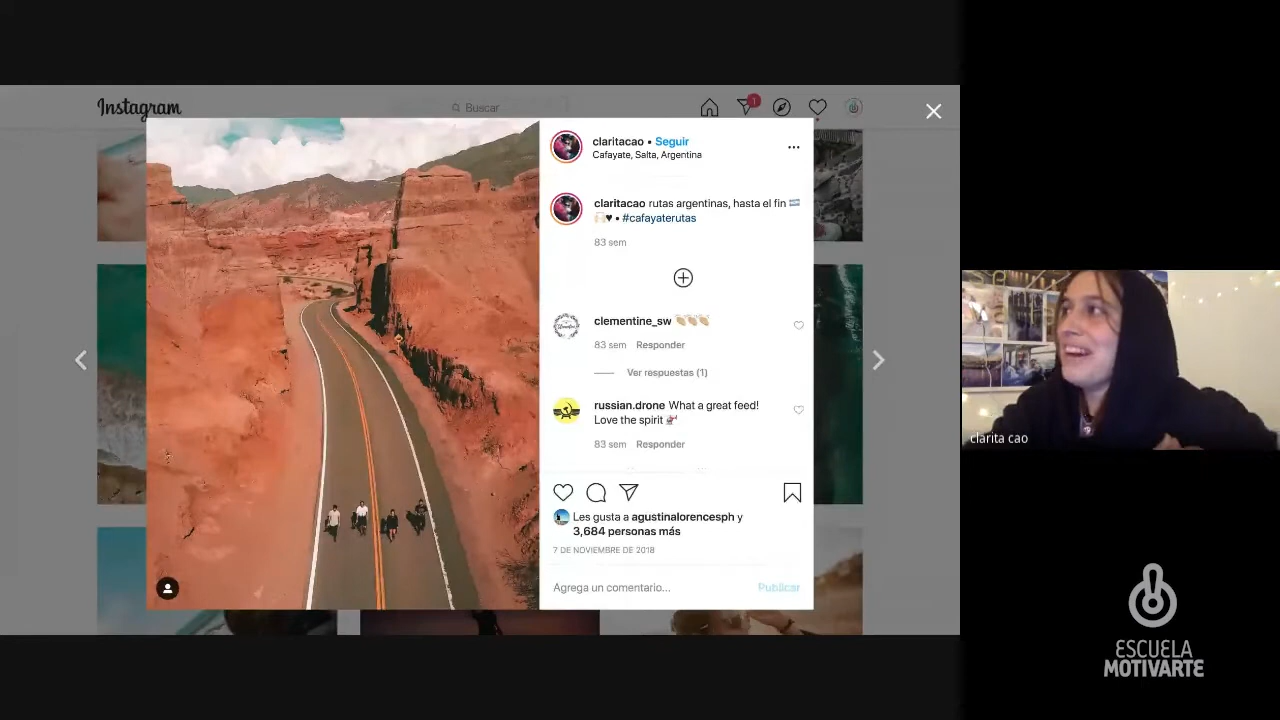 Instagram
Buscar
1
claritacao • Seguir
Cafayate, Salta, Argentina
claritacao rutas argentinas, hasta el fin
• #cafayaterutas
83 sem
clementine_sw
83 sem Responder
Ver respuestas (1)
russian.drone What a great feed!
Love the spirit
83 sem Responder
Les gusta a agustinalorencesph y
3,684 personas más
7 DE NOVIEMBRE DE 2018
Agrega un comentario...
Publicar
clarita cao
ESCUELA
MOTIVARTE